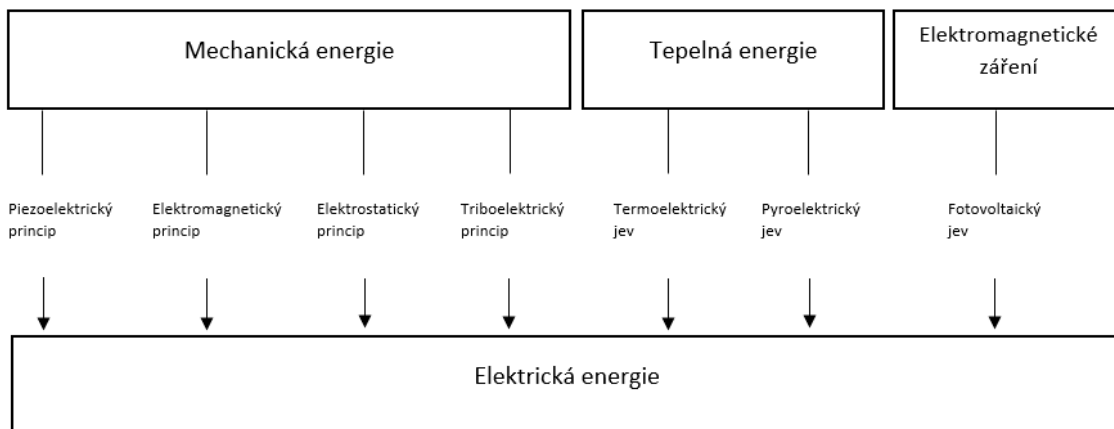 Mechanická energie
Tepelná energie
Elektromagnetické
záření
Piezoelektrický
princip
Elektromagnetický
princip
Elektrostatický
princip
Triboelektrický
princip
Termoelektrický
jev
Pyroelektrický
jev
Fotovoltaický
jev
Elektrická energie